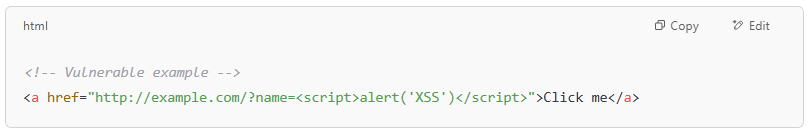 html Copy Edit
<!-- Vulnerable example -->
<a href="http://example.com/?name=<script>alert('XSS')</script>">Click me</a>